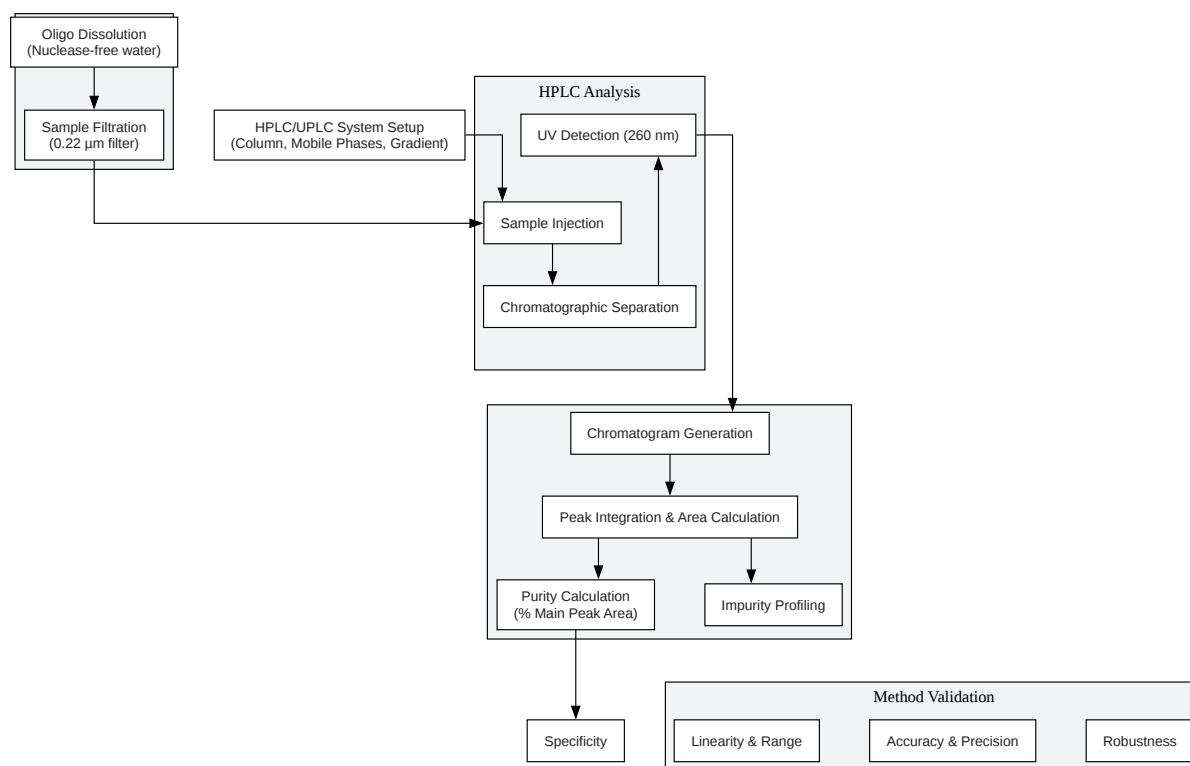 Oligo Dissolution
(Nuclease-free water)
Sample Filtration
(0.22 µm filter)
HPLC/UPLC System Setup
(Column, Mobile Phases, Gradient)
HPLC Analysis
UV Detection (260 nm)
Sample Injection
Chromatographic Separation
Chromatogram Generation
Peak Integration & Area Calculation
Purity Calculation
(% Main Peak Area)
Impurity Profiling
Method Validation
Specificity
Linearity & Range
Accuracy & Precision
Robustness